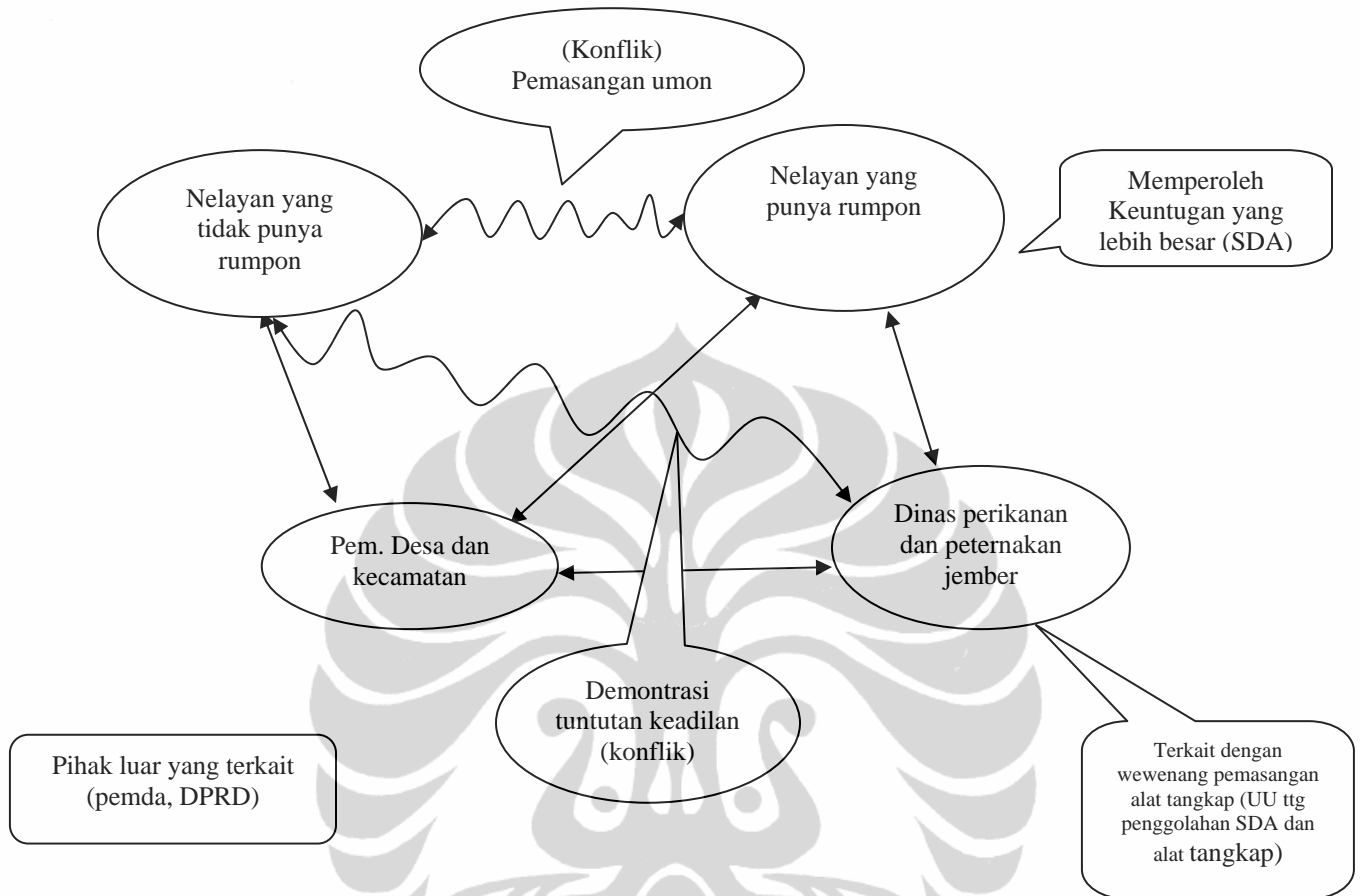 (Konflik)
Pemasangan umon
Nelayan yang
tidak punya
rumpon
Nelayan yang
punya rumpon
Memperoleh
Keuntugan yang
lebih besar (SDA)
Pem. Desa dan
kecamatan
Dinas perikanan
dan peternakan
jember
Demontrasi
tuntutan keadilan
(konflik)
Pihak luar yang terkait
(pemda, DPRD)
Terkait dengan
wewenang pemasangan
alat tangkap (UU ttg
penggolahan SDA dan
alat tangkap)